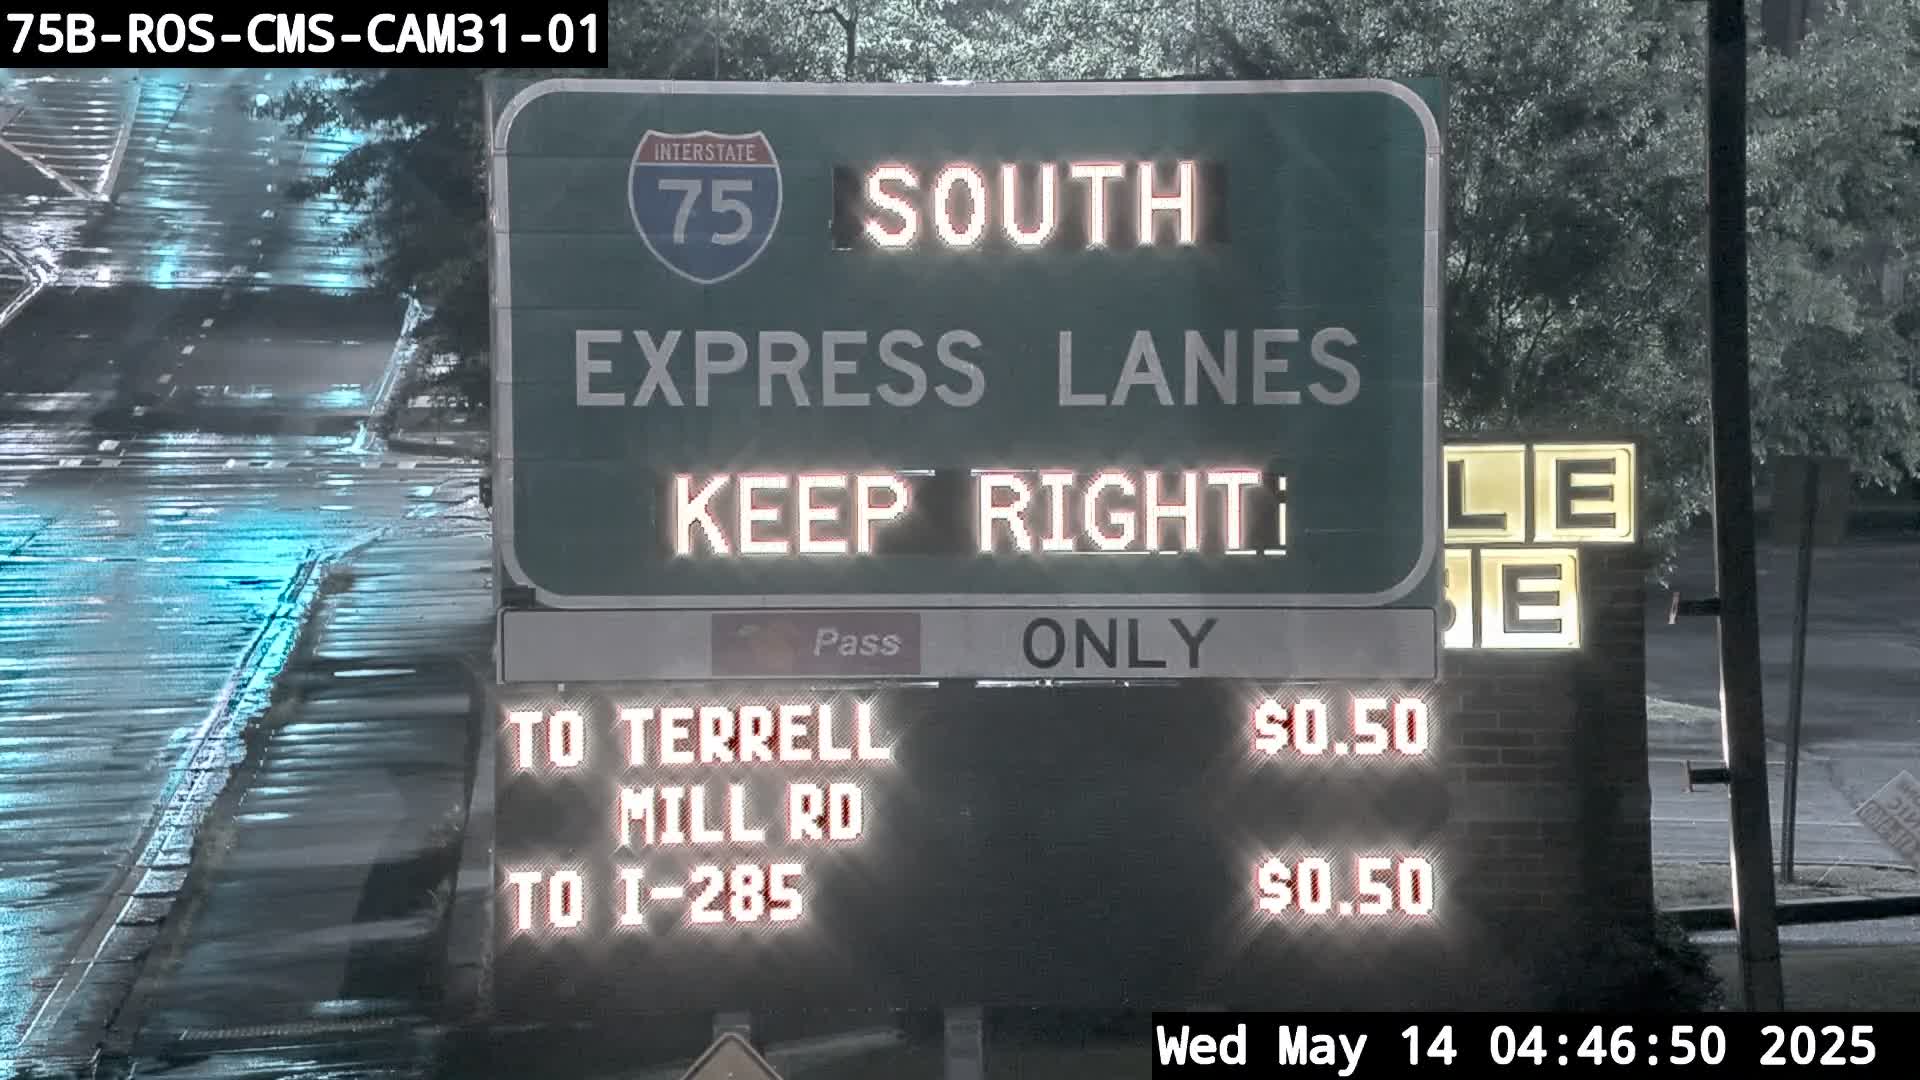 75B-ROS-CMS-CAM31-01
INTERSTATE
75
SOUTH
EXPRESS LANES
KEEP RIGHT
Pass ONLY
TO TERRELL $0.50
MILL RD
TO I-285 $0.50
LE
E
Wed May 14 04:46:50 2025